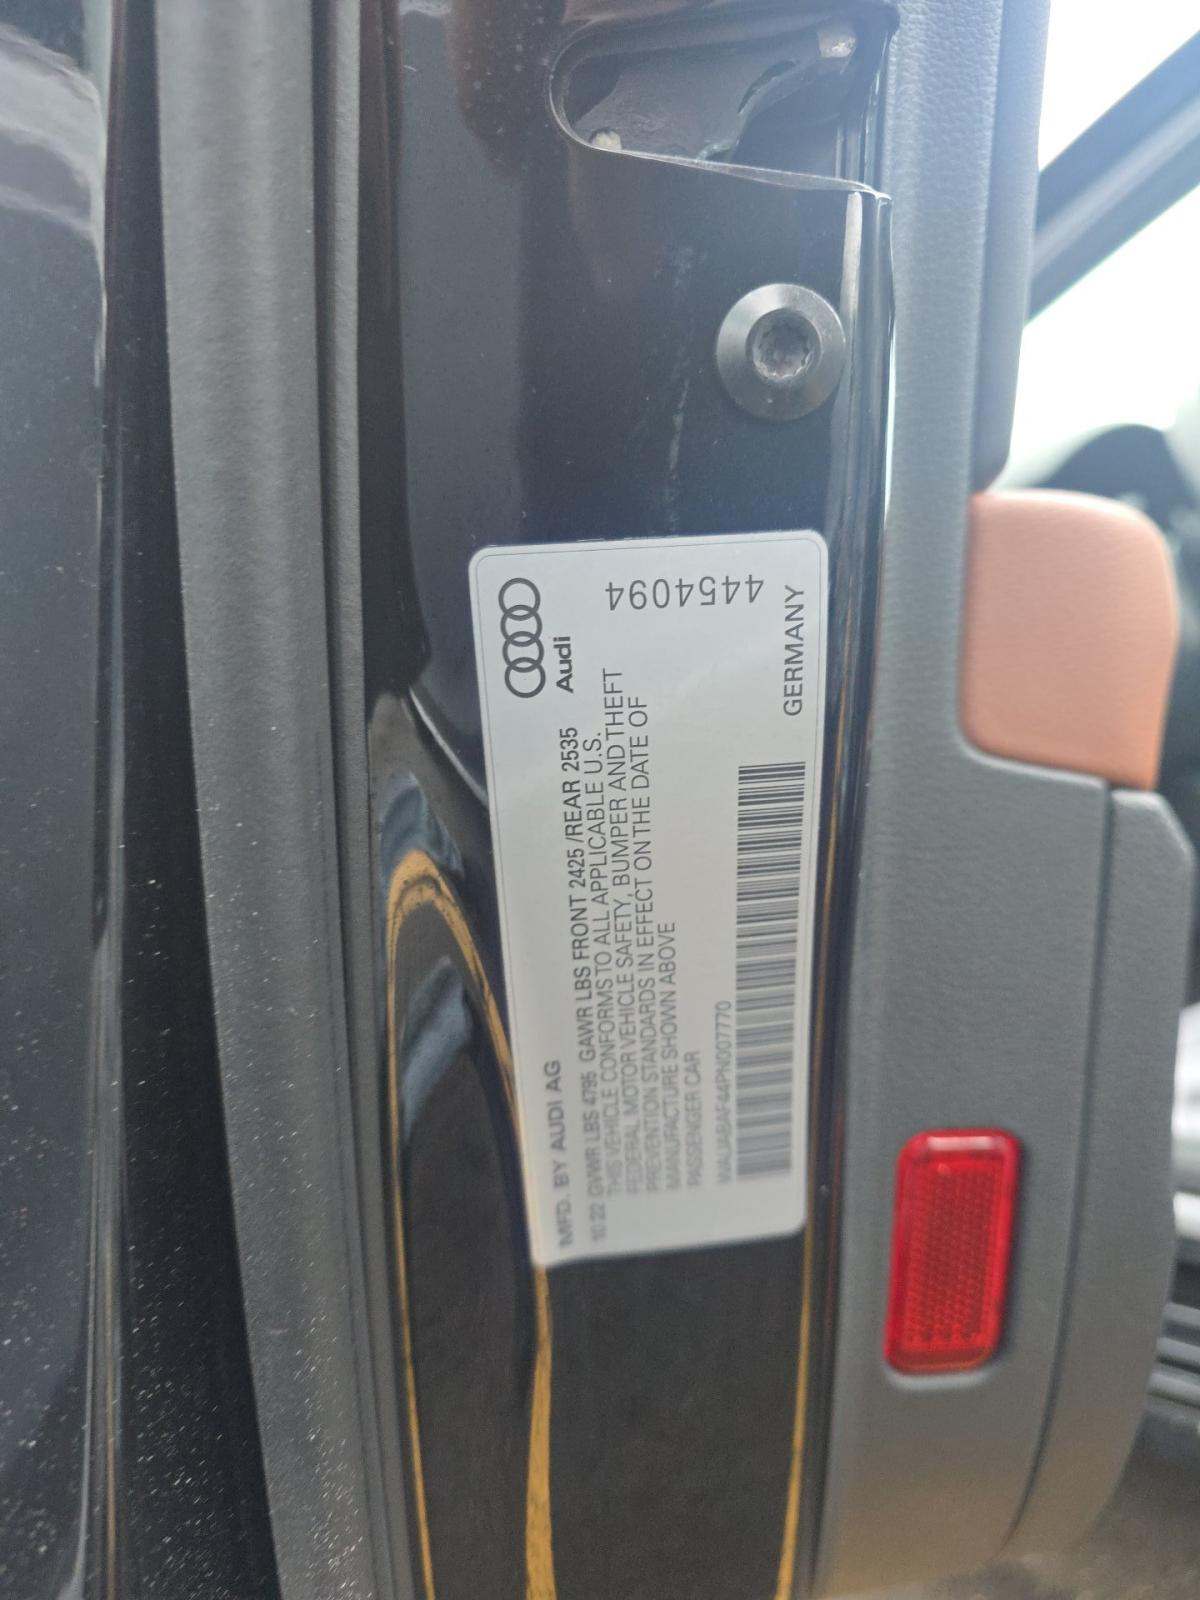 Audi
4454094
MFD. BY AUDI AG
10.22 GVWR LBS 4795 GAWR LBS FRONT 2425 /REAR 2535
THIS VEHICLE CONFORMS TO ALL APPLICABLE U.S.
FEDERAL MOTOR VEHICLE SAFETY, BUMPER AND THEFT
PREVENTION STANDARDS IN EFFECT ON THE DATE OF
MANUFACTURE SHOWN ABOVE
PASSENGER CAR
GERMANY